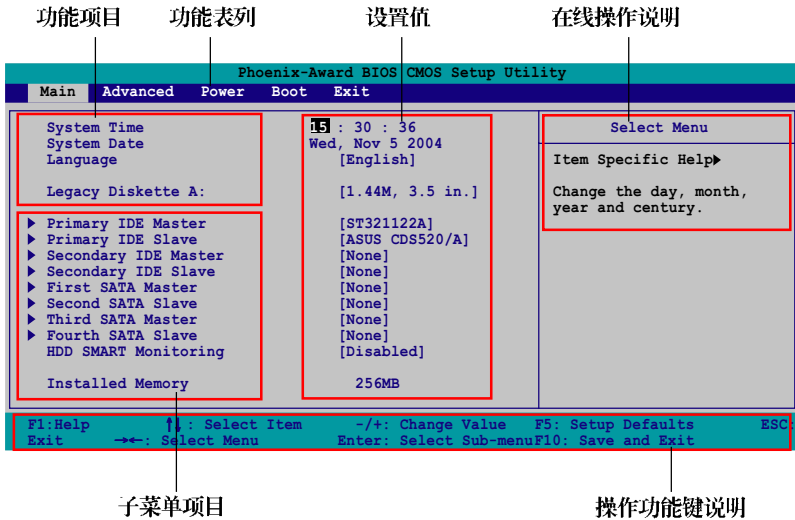 功能项目 功能表列 设置值 在线操作说明
Phoenix-Award BIOS CMOS Setup Utility
Main Advanced Power Boot Exit
System Time 15 : 30 : 36 Select Menu
System Date Wed, Nov 5 2004
Language [English] Item Specific Help▶
Legacy Diskette A: [1.44M, 3.5 in.] Change the day, month,
year and century.
▶ Primary IDE Master [ST321122A]
▶ Primary IDE Slave [ASUS CDS520/A]
▶ Secondary IDE Master [None]
▶ Secondary IDE Slave [None]
▶ First SATA Master [None]
▶ Second SATA Slave [None]
▶ Third SATA Master [None]
▶ Fourth SATA Slave [None]
HDD SMART Monitoring [Disabled]
Installed Memory 256MB
F1:Help ↑↓: Select Item -/+: Change Value F5: Setup Defaults ESC:
Exit →←: Select Menu Enter: Select Sub-menu F10: Save and Exit
子菜单项目 操作功能键说明